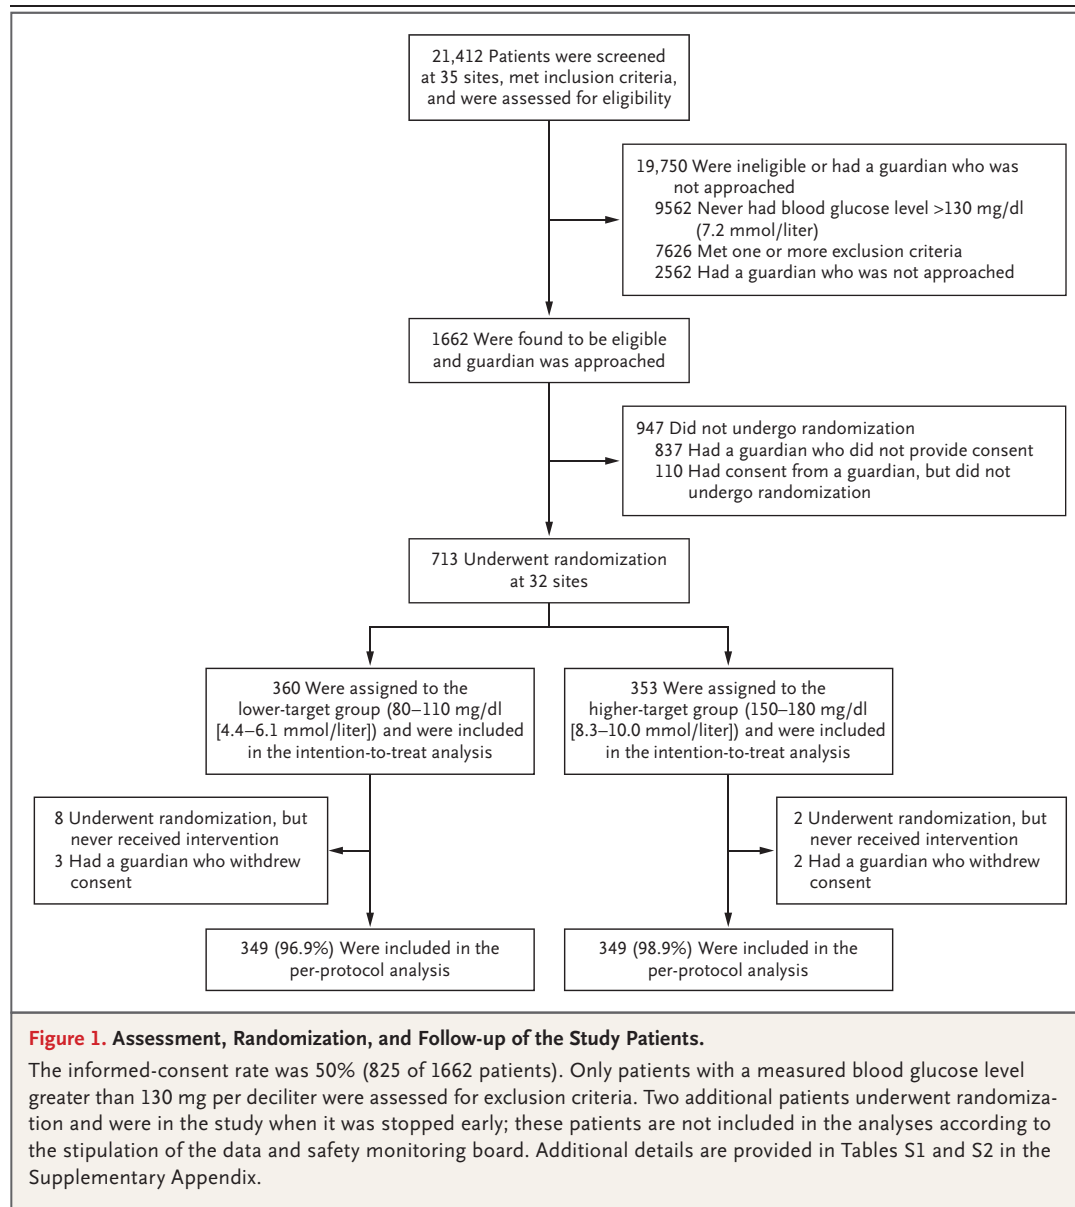 21,412 Patients were screened
at 35 sites, met inclusion criteria,
and were assessed for eligibility
19,750 Were ineligible or had a guardian who was
not approached
9562 Never had blood glucose level >130 mg/dl
(7.2 mmol/liter)
7626 Met one or more exclusion criteria
2562 Had a guardian who was not approached
1662 Were found to be eligible
and guardian was approached
947 Did not undergo randomization
837 Had a guardian who did not provide consent
110 Had consent from a guardian, but did not
undergo randomization
713 Underwent randomization
at 32 sites
360 Were assigned to the
lower-target group (80–110 mg/dl
[4.4–6.1 mmol/liter]) and were included
in the intention-to-treat analysis
353 Were assigned to the
higher-target group (150–180 mg/dl
[8.3–10.0 mmol/liter]) and were included
in the intention-to-treat analysis
8 Underwent randomization, but
never received intervention
3 Had a guardian who withdrew
consent
2 Underwent randomization, but
never received intervention
2 Had a guardian who withdrew
consent
349 (96.9%) Were included in the
per-protocol analysis
349 (98.9%) Were included in the
per-protocol analysis
Figure 1. Assessment, Randomization, and Follow-up of the Study Patients.
The informed-consent rate was 50% (825 of 1662 patients). Only patients with a measured blood glucose level
greater than 130 mg per deciliter were assessed for exclusion criteria. Two additional patients underwent randomiza-
tion and were in the study when it was stopped early; these patients are not included in the analyses according to
the stipulation of the data and safety monitoring board. Additional details are provided in Tables S1 and S2 in the
Supplementary Appendix.